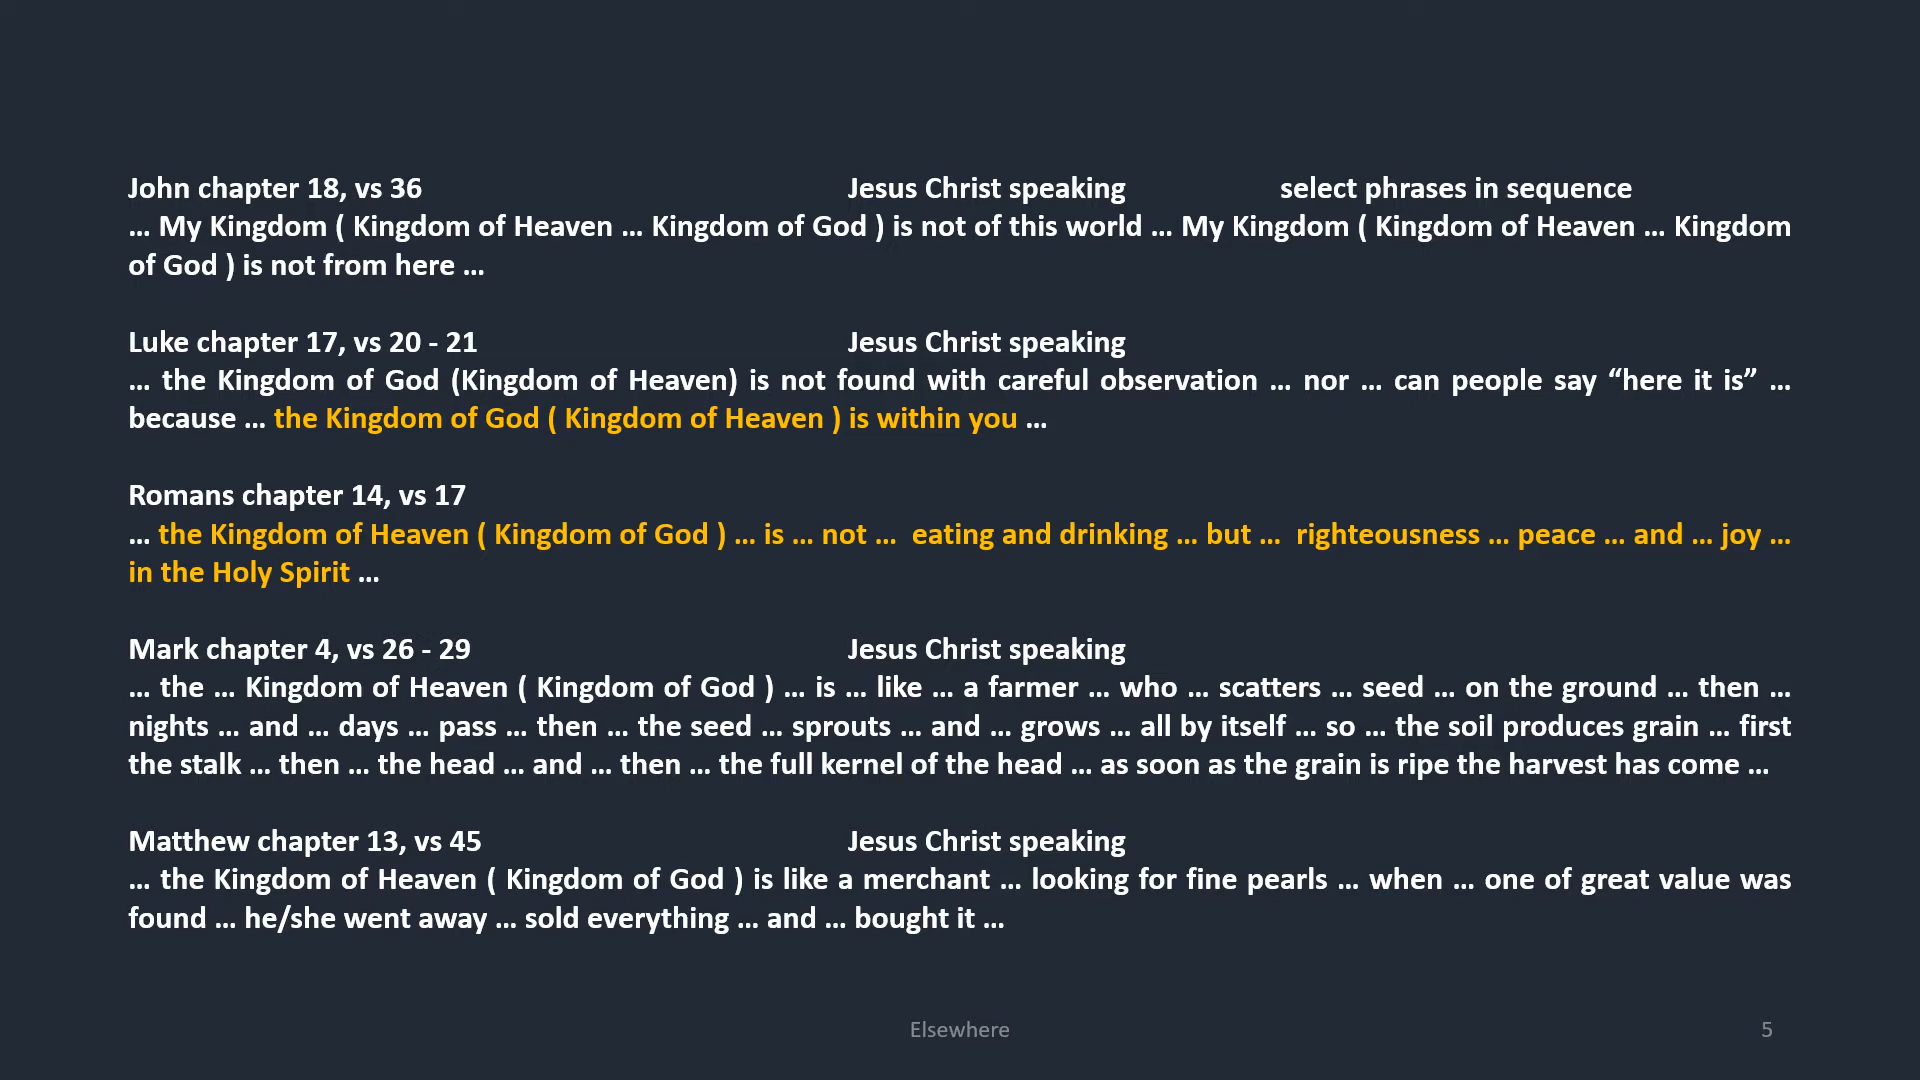 John chapter 18, vs 36 Jesus Christ speaking select phrases in sequence
… My Kingdom ( Kingdom of Heaven … Kingdom of God ) is not of this world … My Kingdom ( Kingdom of Heaven … Kingdom
of God ) is not from here …
Luke chapter 17, vs 20 - 21 Jesus Christ speaking
… the Kingdom of God (Kingdom of Heaven) is not found with careful observation … nor … can people say “here it is” …
because … the Kingdom of God ( Kingdom of Heaven ) is within you …
Romans chapter 14, vs 17
… the Kingdom of Heaven ( Kingdom of God ) … is … not … eating and drinking … but … righteousness … peace … and … joy …
in the Holy Spirit …
Mark chapter 4, vs 26 - 29 Jesus Christ speaking
… the … Kingdom of Heaven ( Kingdom of God ) … is … like … a farmer … who … scatters … seed … on the ground … then …
nights … and … days … pass … then … the seed … sprouts … and … grows … all by itself … so … the soil produces grain … first
the stalk … then … the head … and … then … the full kernel of the head … as soon as the grain is ripe the harvest has come …
Matthew chapter 13, vs 45 Jesus Christ speaking
… the Kingdom of Heaven ( Kingdom of God ) is like a merchant … looking for fine pearls … when … one of great value was
found … he/she went away … sold everything … and … bought it …
Elsewhere 5